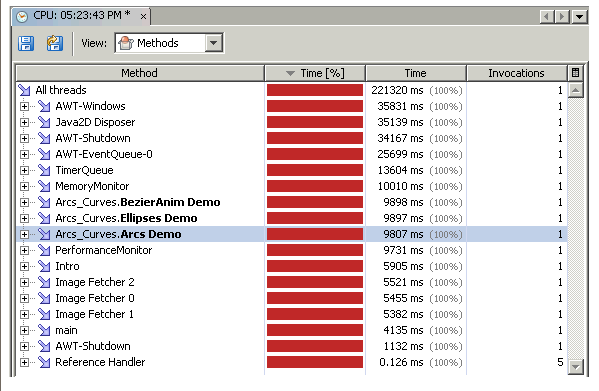 CPU: 05:23:43 PM *
View: Methods
Method Time [%] Time Invocations
All threads 221320 ms (100%) 1
AWT-Windows 35831 ms (100%) 1
Java2D Disposer 35139 ms (100%) 1
AWT-Shutdown 34167 ms (100%) 1
AWT-EventQueue-0 25699 ms (100%) 1
TimerQueue 13604 ms (100%) 1
MemoryMonitor 10010 ms (100%) 1
Arcs_Curves.BezierAnim Demo 9898 ms (100%) 1
Arcs_Curves.Ellipses Demo 9897 ms (100%) 1
Arcs_Curves.Arcs Demo 9807 ms (100%) 1
PerformanceMonitor 9731 ms (100%) 1
Intro 5905 ms (100%) 1
Image Fetcher 2 5521 ms (100%) 1
Image Fetcher 0 5455 ms (100%) 1
Image Fetcher 1 5382 ms (100%) 1
main 4135 ms (100%) 1
AWT-Shutdown 1132 ms (100%) 1
Reference Handler 0.126 ms (100%) 5